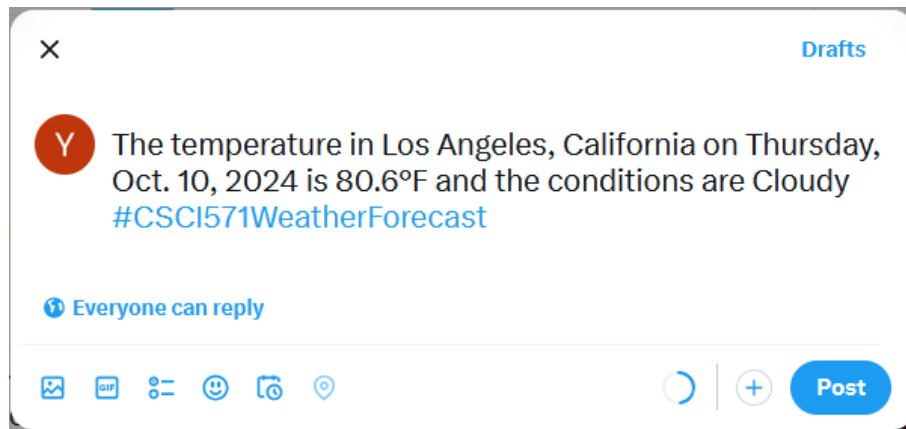 Drafts
Y
The temperature in Los Angeles, California on Thursday,
Oct. 10, 2024 is 80.6°F and the conditions are Cloudy
#CSCI571WeatherForecast
Everyone can reply
GIF
Post